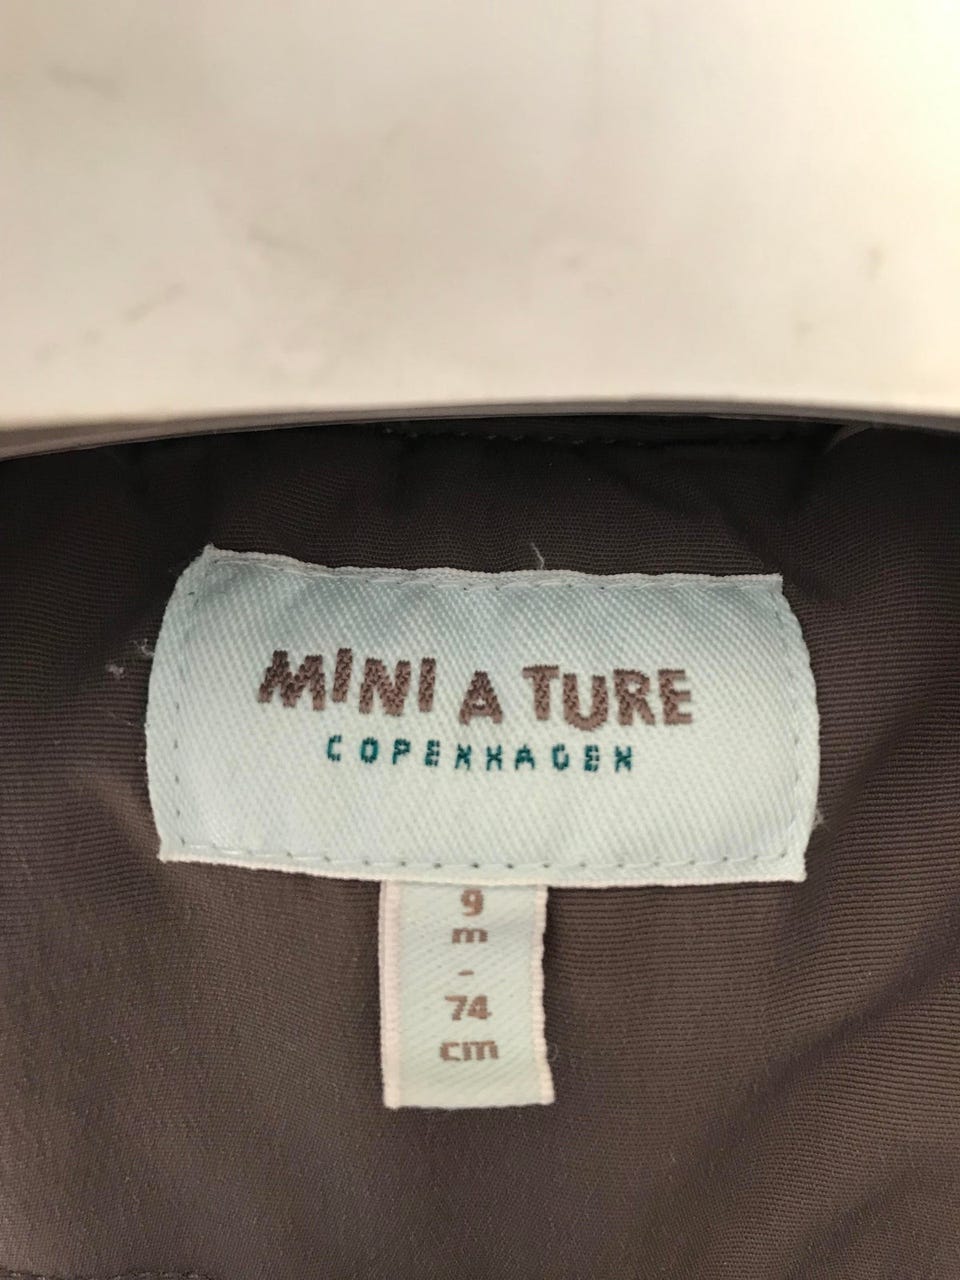 MINI A TURE
COPENHAGEN
9
m
-
74
cm